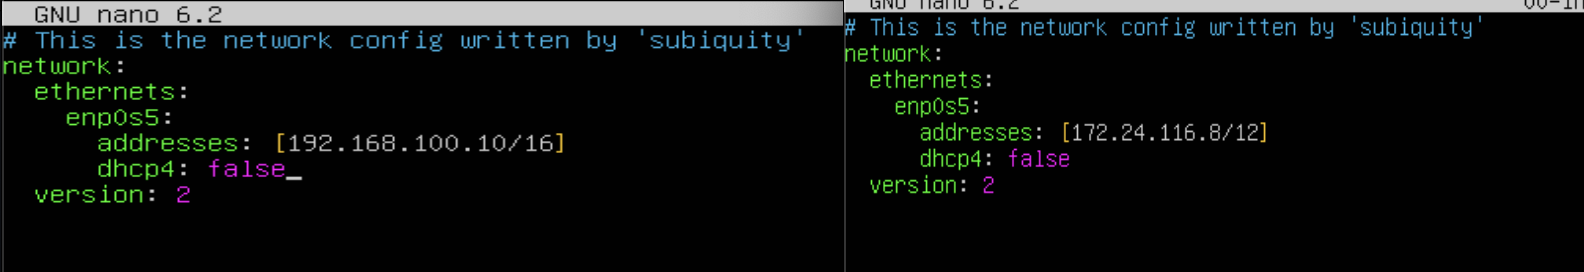 GNU nano 6.2
# This is the network config written by 'subiquity'
network:
  ethernets:
    enp0s5:
      addresses: [192.168.100.10/16]
      dhcp4: false
  version: 2
GNU nano 6.2
# This is the network config written by 'subiquity'
network:
  ethernets:
    enp0s5:
      addresses: [172.24.116.8/12]
      dhcp4: false
  version: 2